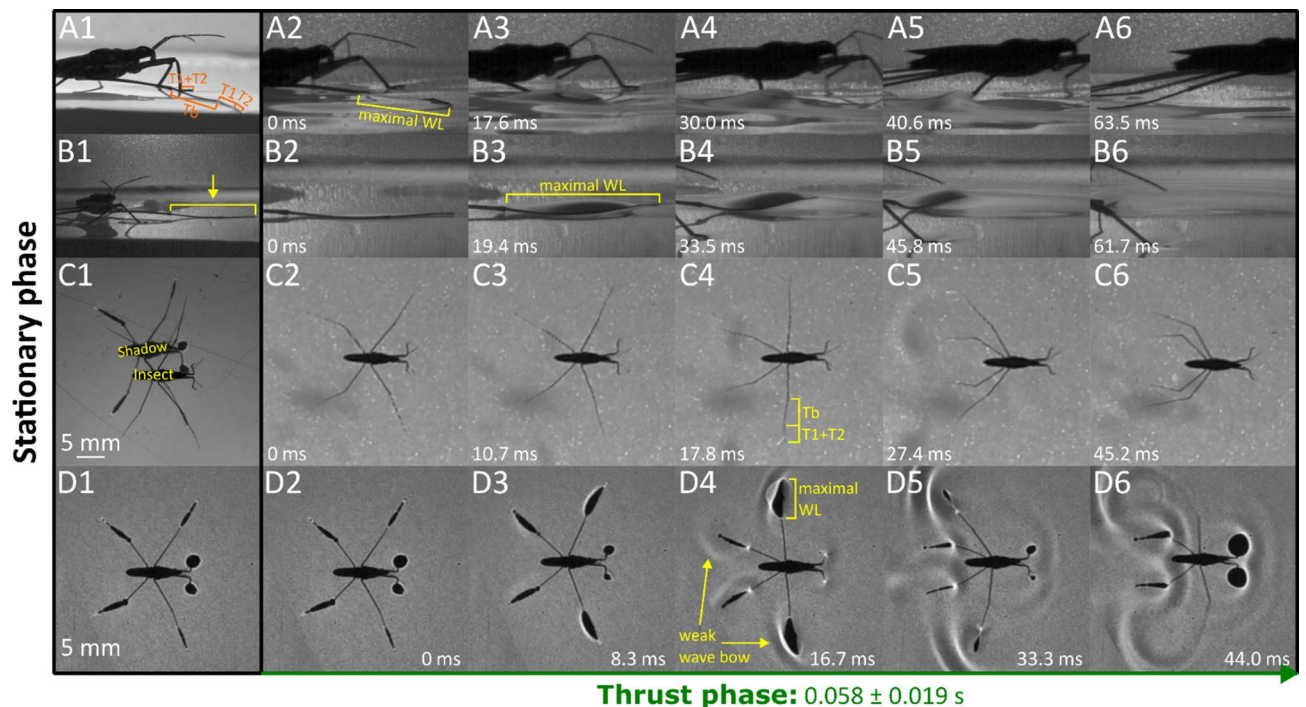 Stationary phase
A1
T1+T2
T1T2
Tb
A2
maximal WL
0 ms
A3
17.6 ms
A4
30.0 ms
A5
40.6 ms
A6
63.5 ms
B1
B2
0 ms
B3
maximal WL
19.4 ms
B4
33.5 ms
B5
45.8 ms
B6
61.7 ms
C1
Shadow
Insect
5 mm
C2
0 ms
C3
10.7 ms
C4
Tb
T1+T2
17.8 ms
C5
27.4 ms
C6
45.2 ms
D1
5 mm
D2
0 ms
D3
8.3 ms
D4
maximal
WL
weak
wave bow
16.7 ms
D5
33.3 ms
D6
44.0 ms
Thrust phase: 0.058 ± 0.019 s